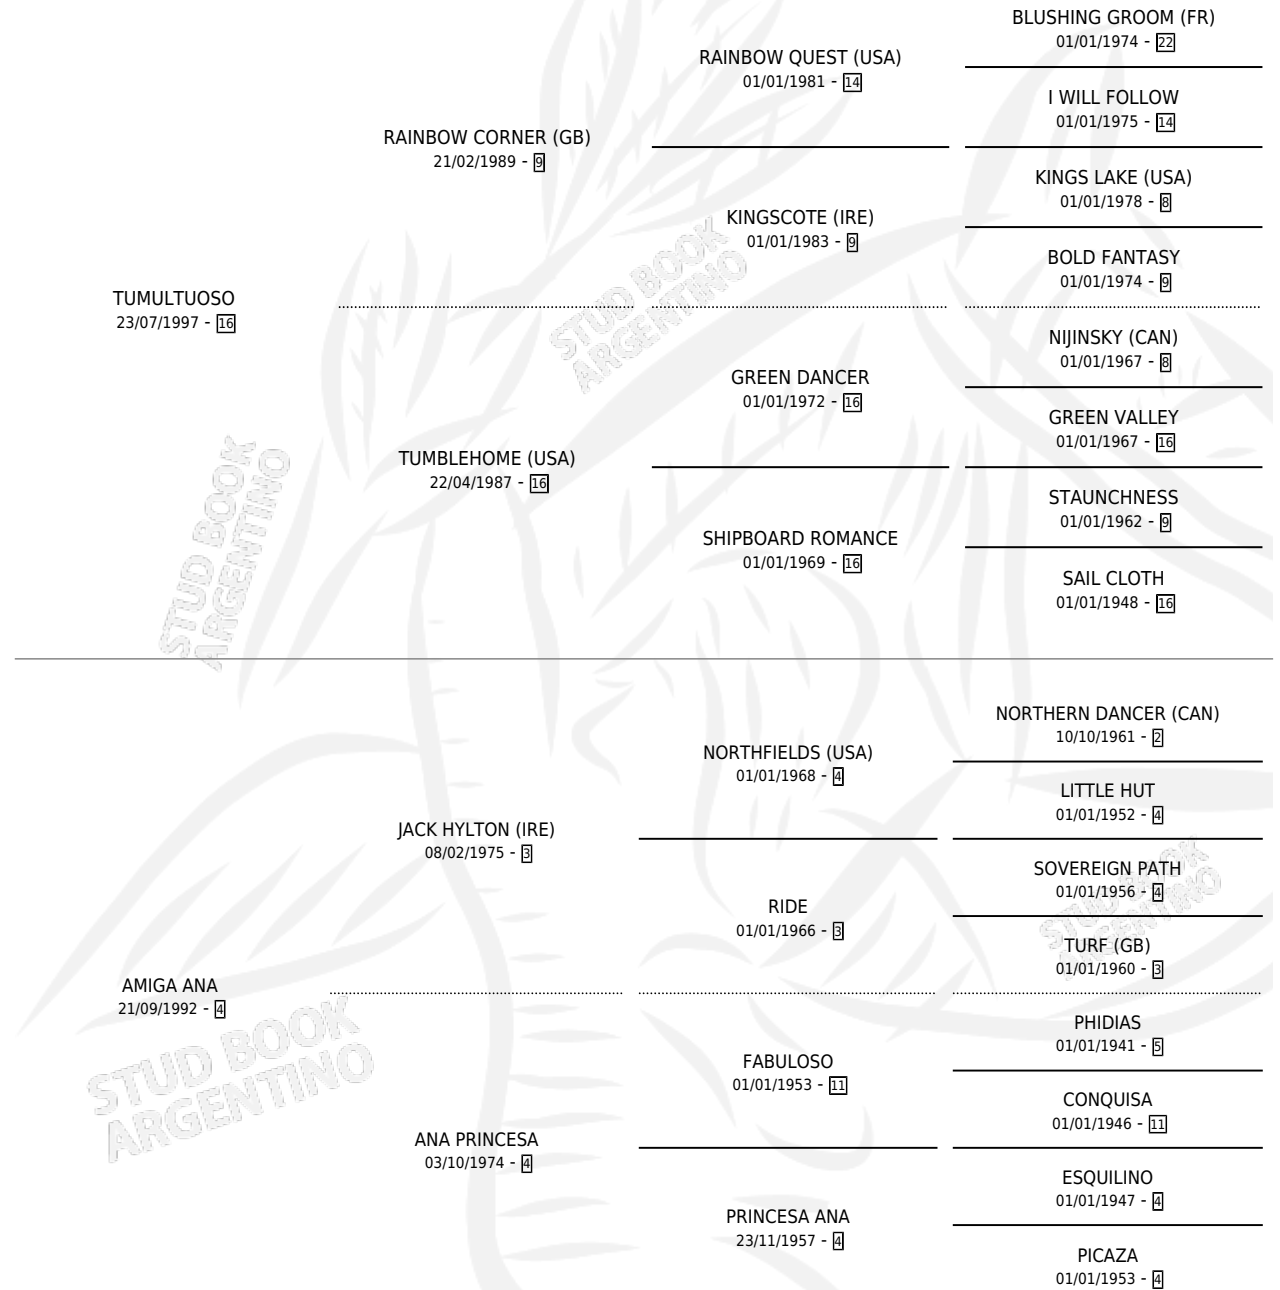 BLUSHING GROOM (FR)
01/01/1974 - 22
RAINBOW QUEST (USA)
01/01/1981 - 14
I WILL FOLLOW
01/01/1975 - 14
RAINBOW CORNER (GB)
21/02/1989 - 9
KINGS LAKE (USA)
01/01/1978 - 8
KINGSCOTE (IRE)
01/01/1983 - 9
BOLD FANTASY
01/01/1974 - 9
TUMULTUOSO
23/07/1997 - 16
NIJINSKY (CAN)
01/01/1967 - 8
GREEN DANCER
01/01/1972 - 16
GREEN VALLEY
01/01/1967 - 16
TUMBLEHOME (USA)
22/04/1987 - 16
STAUNCHNESS
01/01/1962 - 9
SHIPBOARD ROMANCE
01/01/1969 - 16
SAIL CLOTH
01/01/1948 - 16
NORTHERN DANCER (CAN)
10/10/1961 - 2
NORTHFIELDS (USA)
01/01/1968 - 4
LITTLE HUT
01/01/1952 - 4
JACK HYLTON (IRE)
08/02/1975 - 3
SOVEREIGN PATH
01/01/1956 - 4
RIDE
01/01/1966 - 3
TURF (GB)
01/01/1960 - 3
AMIGA ANA
21/09/1992 - 4
PHIDIAS
01/01/1941 - 5
FABULOSO
01/01/1953 - 11
CONQUISA
01/01/1946 - 11
ANA PRINCESA
03/10/1974 - 4
ESQUILINO
01/01/1947 - 4
PRINCESA ANA
23/11/1957 - 4
PICAZA
01/01/1953 - 4
STUD BOOK
ARGENTINO
STUD BOOK
ARGENTINO
STUD BOOK
ARGENTINO
STUD BOOK
ARGENTINO